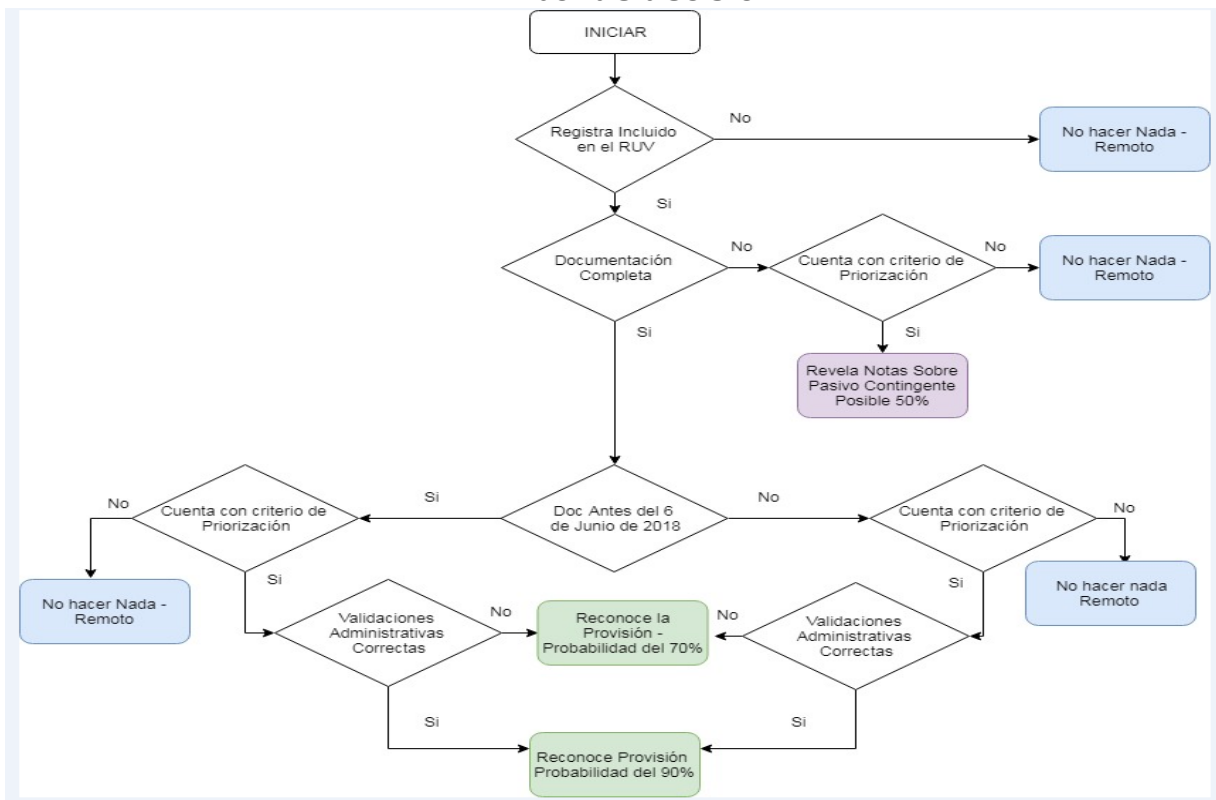 INICIAR
Registra Incluido
en el RUV
No
No hacer Nada -
Remoto
Si
Documentación
Completa
No
Cuenta con criterio de
Priorización
No
No hacer Nada -
Remoto
Si
Si
Revela Notas Sobre
Pasivo Contingente
Posible 50%
Doc Antes del 6
de Junio de 2018
Si
No
Cuenta con criterio de
Priorización
No
Cuenta con criterio de
Priorización
No
No hacer Nada -
Remoto
Si
Si
No hacer nada
Remoto
Validaciones
Administrativas
Correctas
No
Reconoce la
Provisión -
Probabilidad del 70%
No
Validaciones
Administrativas
Correctas
Si
Si
Reconoce Provisión
Probabilidad del 90%